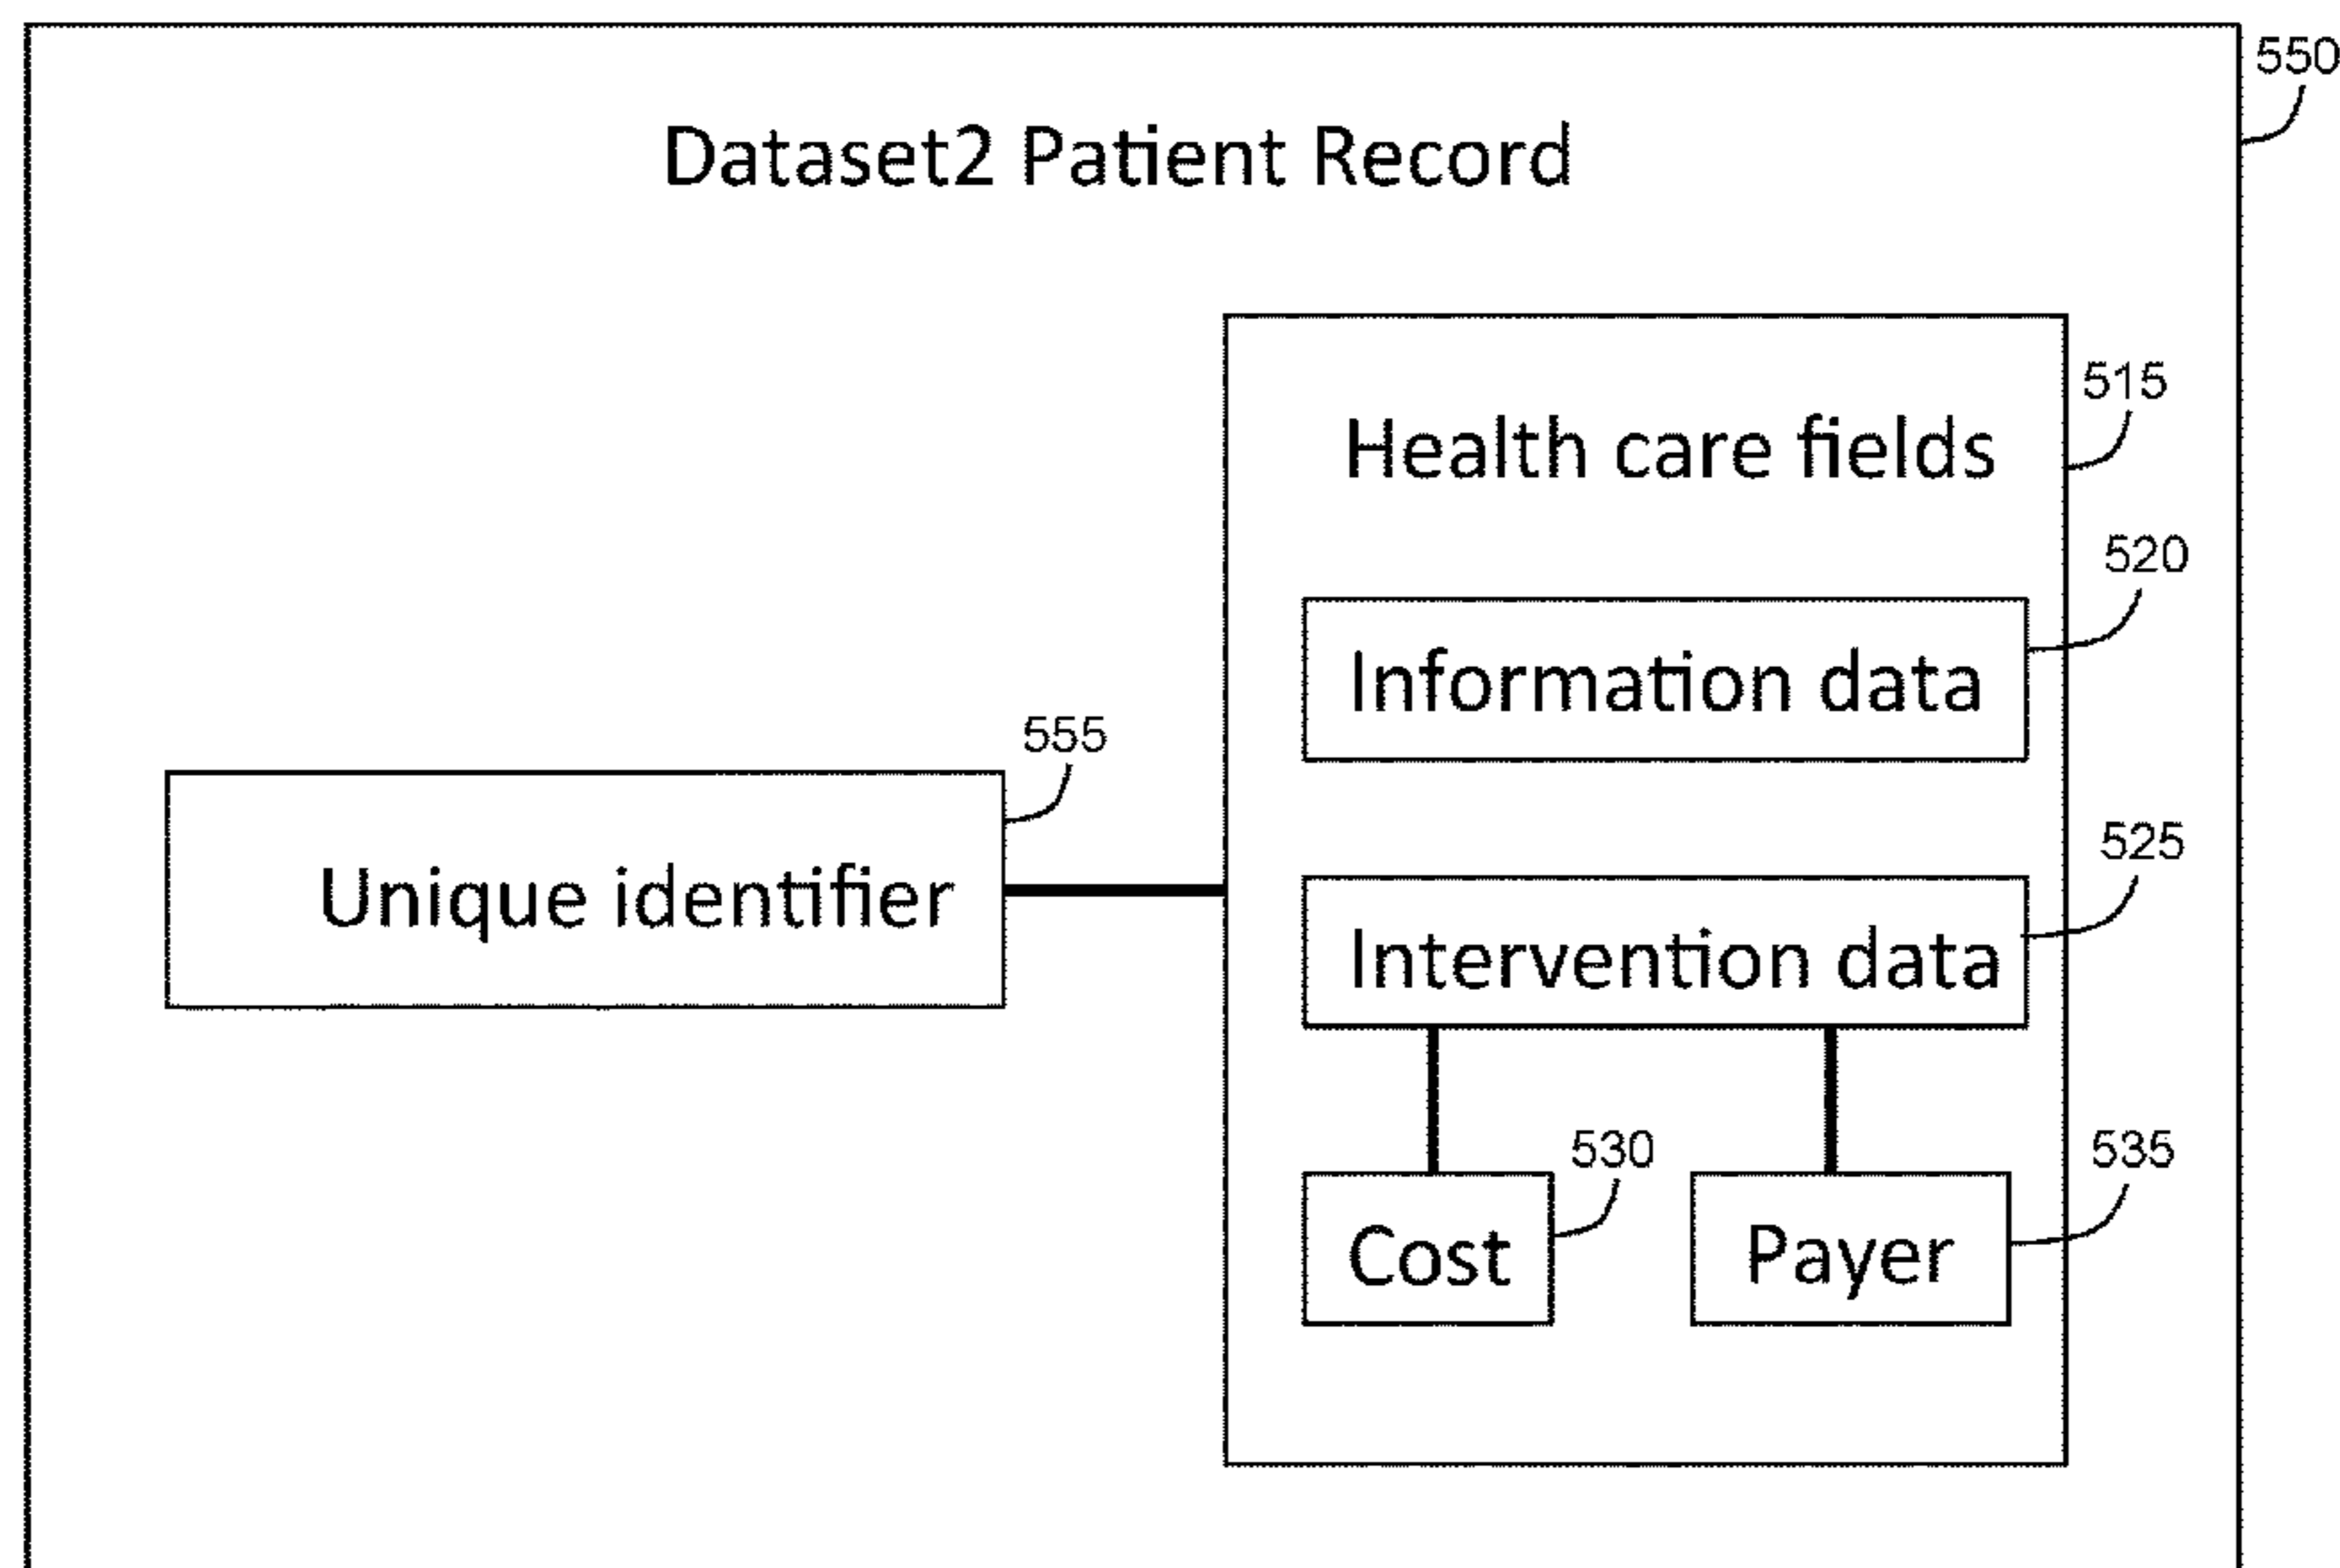 550
Dataset2 Patient Record
515
Health care fields
520
Information data
555
525
Unique identifier
Intervention data
530
535
Cost
Payer